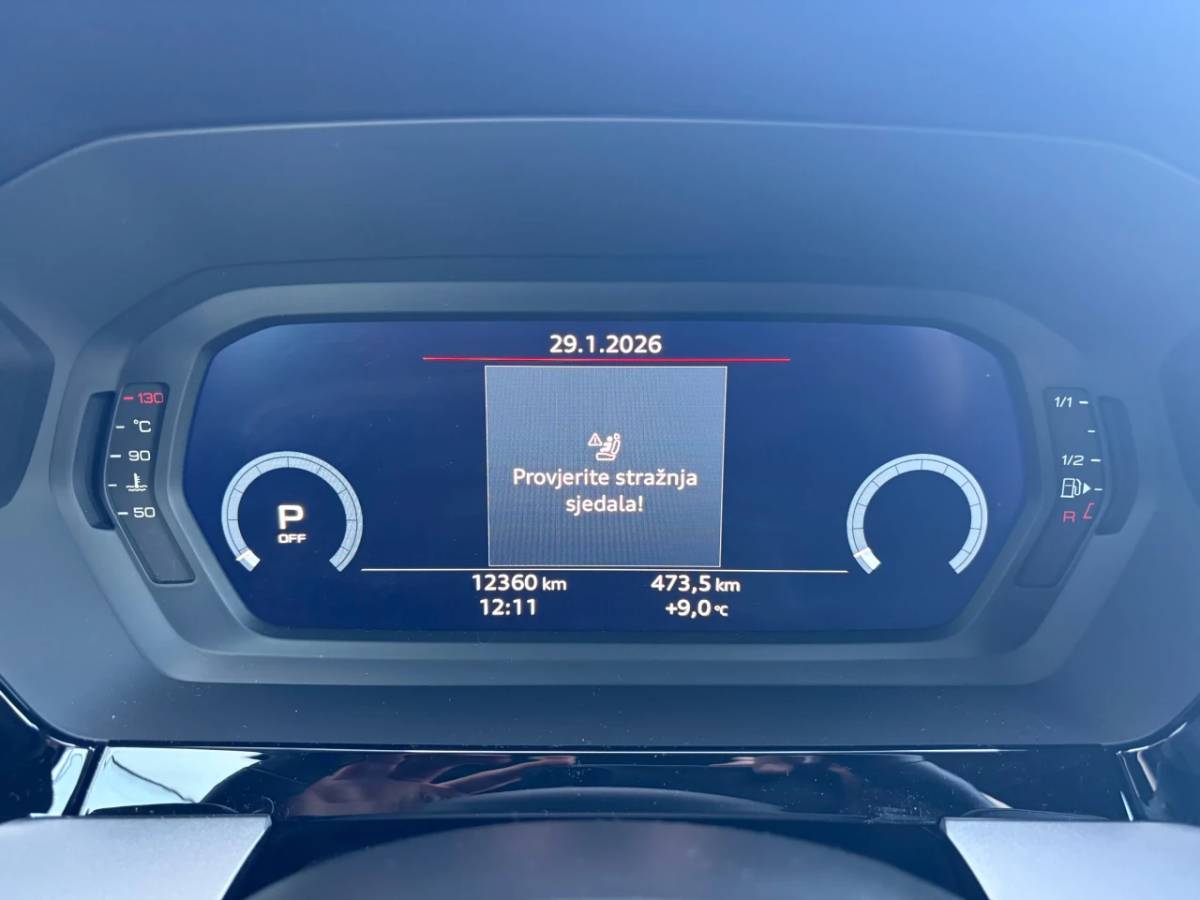 29.1.2026
130
°C
90
50
P
OFF
Provjerite stražnja
sjedala!
12360 km
473,5 km
12:11
+9,0 °C
1/1
1/2
R